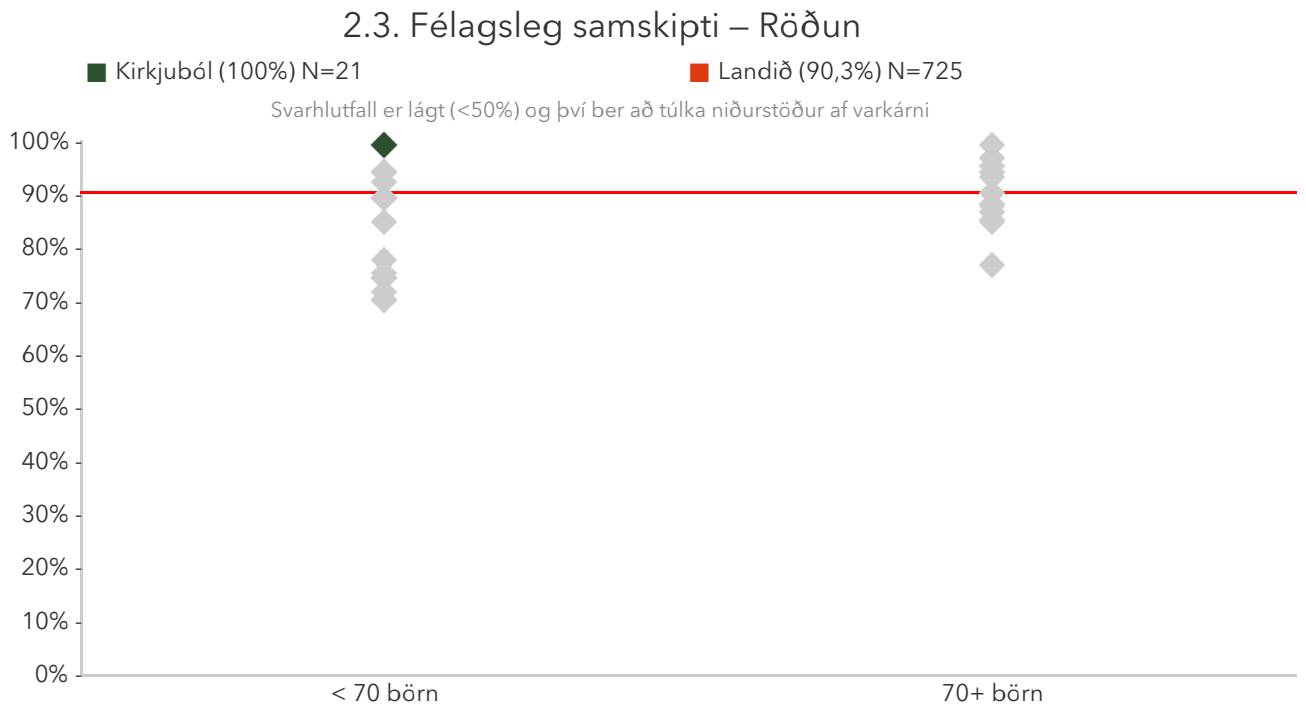 2.3. Félagsleg samskipti – Röðun
Kirkjuból (100%) N=21
Landið (90,3%) N=725
Svarhlutfall er lágt (<50%) og því ber að túlka niðurstöður af varkárni
100%
90%
80%
70%
60%
50%
40%
30%
20%
10%
0%
< 70 börn
70+ börn